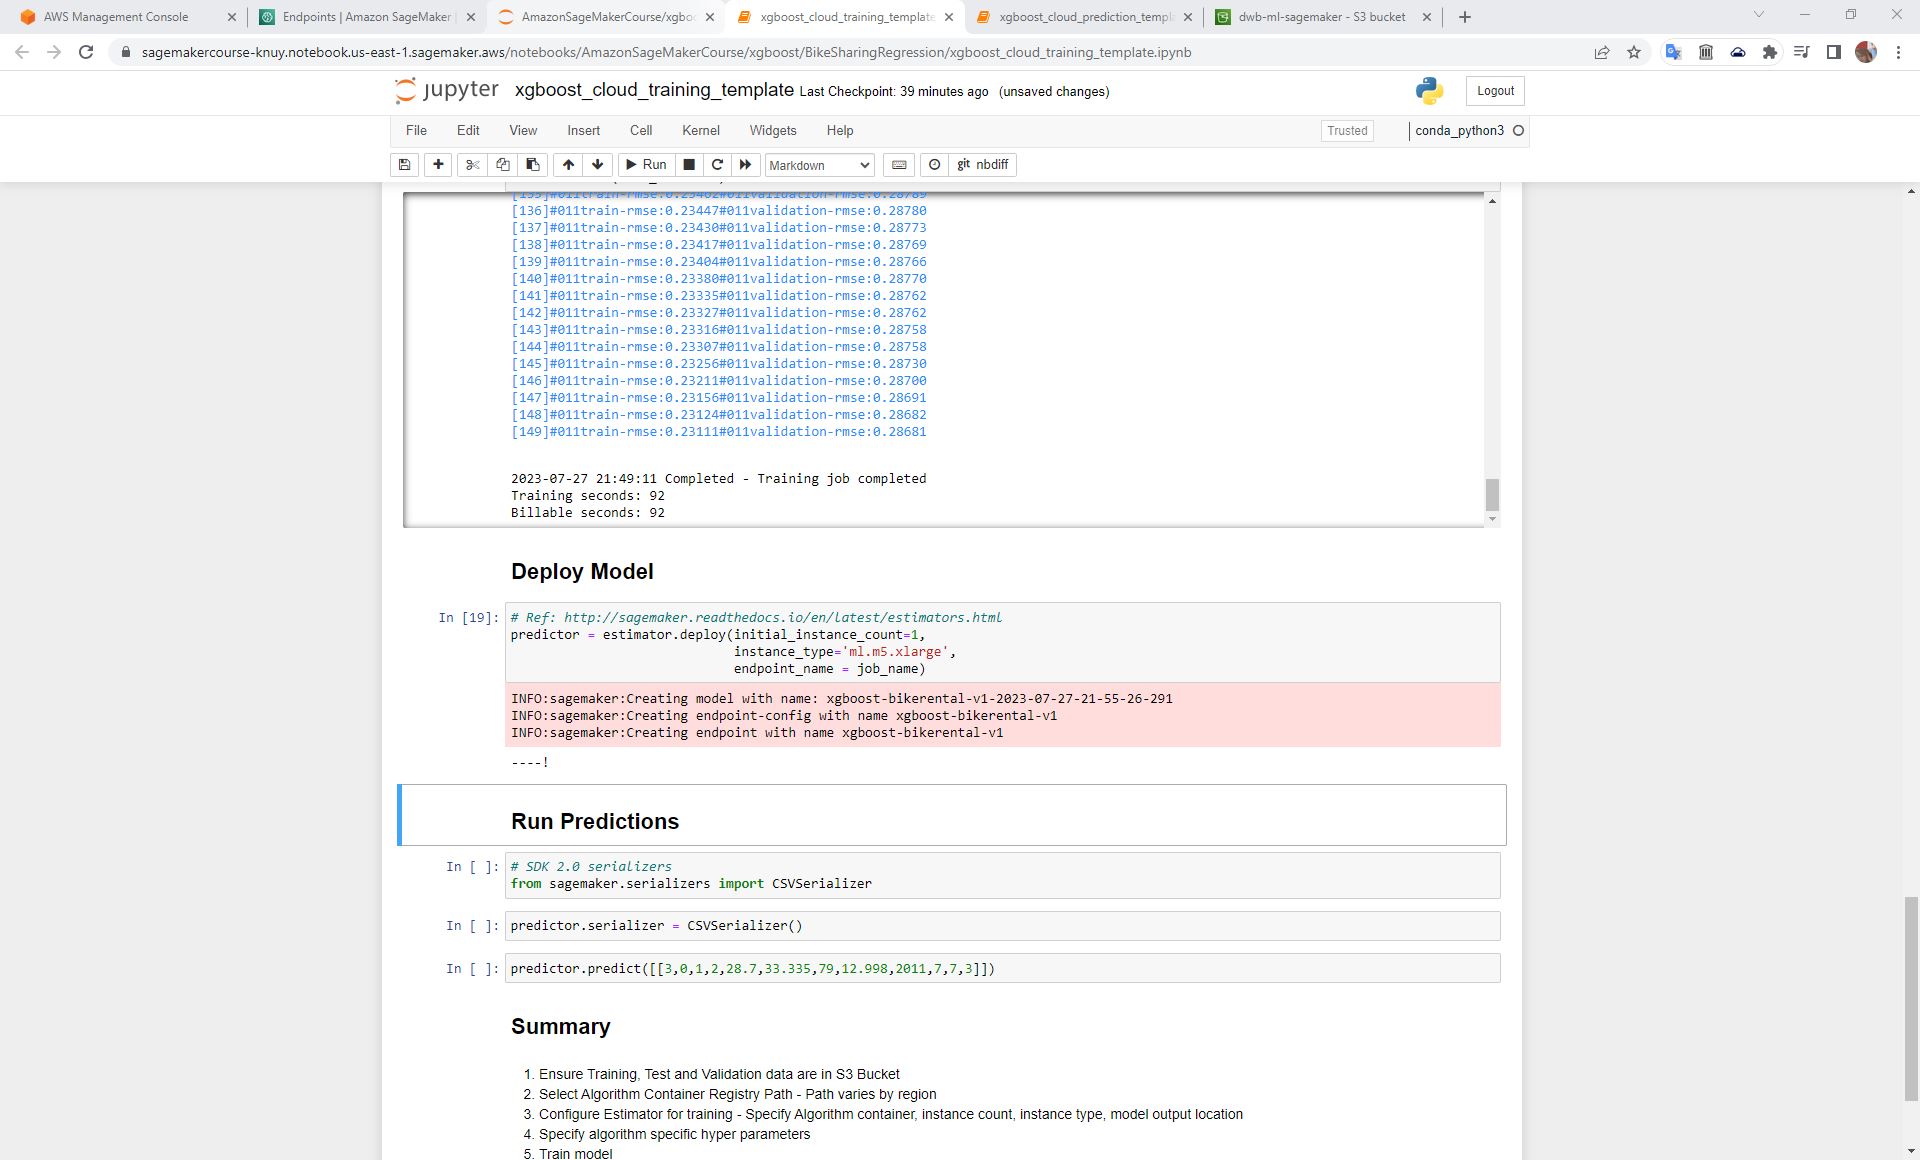 AWS Management Console
Endpoints | Amazon SageMaker
AmazonSageMakerCourse/xgboo
xgboost_cloud_training_template
xgboost_cloud_prediction_templ
dwb-ml-sagemaker - S3 bucket
sagemakercourse-knuy.notebook.us-east-1.sagemaker.aws/notebooks/AmazonSageMakerCourse/xgboost/BikeSharingRegression/xgboost_cloud_training_template.ipynb
jupyter xgboost_cloud_training_template Last Checkpoint: 39 minutes ago (unsaved changes)
Logout
File Edit View Insert Cell Kernel Widgets Help
Trusted
conda_python3
Run
Markdown
git nbdiff
[135]#011train-rmse:0.23462#011validation-rmse:0.28789
[136]#011train-rmse:0.23447#011validation-rmse:0.28780
[137]#011train-rmse:0.23430#011validation-rmse:0.28773
[138]#011train-rmse:0.23417#011validation-rmse:0.28769
[139]#011train-rmse:0.23404#011validation-rmse:0.28766
[140]#011train-rmse:0.23380#011validation-rmse:0.28770
[141]#011train-rmse:0.23335#011validation-rmse:0.28762
[142]#011train-rmse:0.23327#011validation-rmse:0.28762
[143]#011train-rmse:0.23316#011validation-rmse:0.28758
[144]#011train-rmse:0.23307#011validation-rmse:0.28758
[145]#011train-rmse:0.23256#011validation-rmse:0.28730
[146]#011train-rmse:0.23211#011validation-rmse:0.28700
[147]#011train-rmse:0.23156#011validation-rmse:0.28691
[148]#011train-rmse:0.23124#011validation-rmse:0.28682
[149]#011train-rmse:0.23111#011validation-rmse:0.28681
2023-07-27 21:49:11 Completed - Training job completed
Training seconds: 92
Billable seconds: 92
Deploy Model
In [19]: # Ref: http://sagemaker.readthedocs.io/en/latest/estimators.html
predictor = estimator.deploy(initial_instance_count=1,
instance_type='ml.m5.xlarge',
endpoint_name = job_name)
INFO:sagemaker:Creating model with name: xgboost-bikerental-v1-2023-07-27-21-55-26-291
INFO:sagemaker:Creating endpoint-config with name xgboost-bikerental-v1
INFO:sagemaker:Creating endpoint with name xgboost-bikerental-v1
----!
Run Predictions
In [ ]: # SDK 2.0 serializers
from sagemaker.serializers import CSVSerializer
In [ ]: predictor.serializer = CSVSerializer()
In [ ]: predictor.predict([[3,0,1,2,28.7,33.335,79,12.998,2011,7,7,3]])
Summary
1. Ensure Training, Test and Validation data are in S3 Bucket
2. Select Algorithm Container Registry Path - Path varies by region
3. Configure Estimator for training - Specify Algorithm container, instance count, instance type, model output location
4. Specify algorithm specific hyper parameters
5. Train model